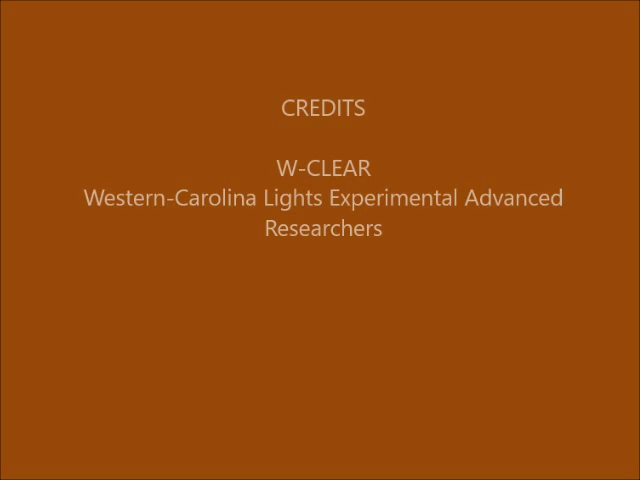 CREDITS
W-CLEAR
Western-Carolina Lights Experimental Advanced
Researchers